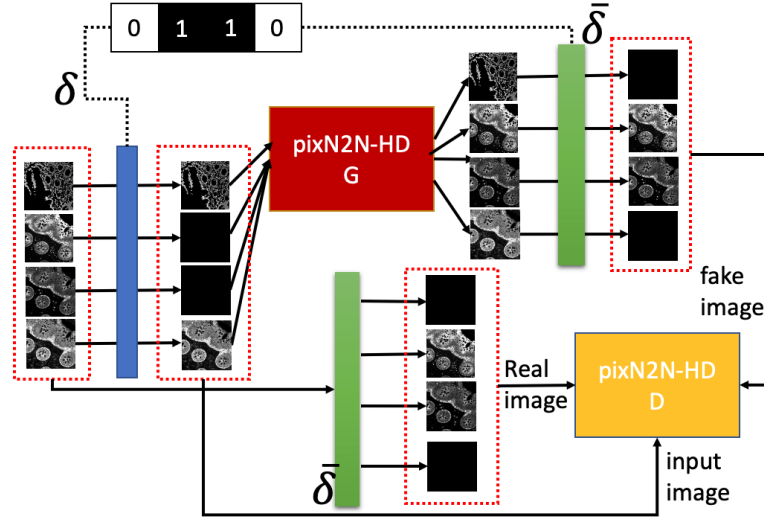 0 1 1 0
δ
δ̄
pixN2N-HD
G
fake
image
Real
image
pixN2N-HD
D
δ̄
input
image